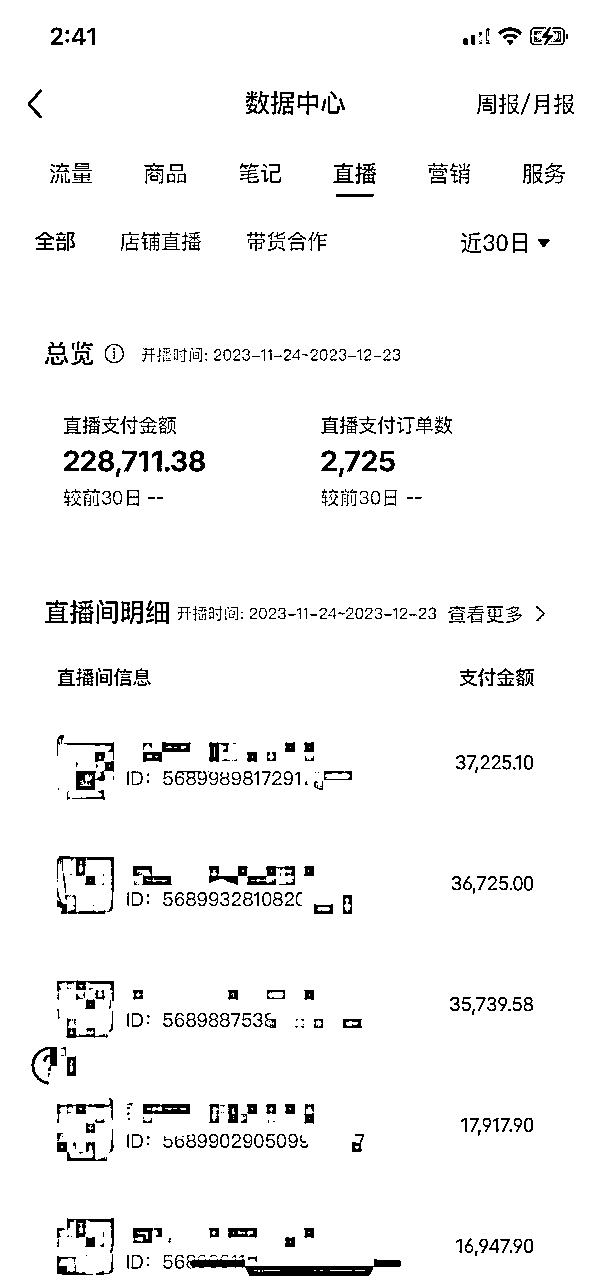 2:41
数据中心 周报/月报
流量 商品 笔记 直播 营销 服务
全部 店铺直播 带货合作 近30日
总览 开播时间: 2023-11-24~2023-12-23
直播支付金额 直播支付订单数
228,711.38 2,725
较前30日 -- 较前30日 --
直播间明细 开播时间: 2023-11-24~2023-12-23 查看更多
直播间信息 支付金额
37,225.10
ID: 5689989817291
36,725.00
ID: 568993281082
35,739.58
ID: 568988753
17,917.90
ID: 568990290509
16,947.90
ID: 568